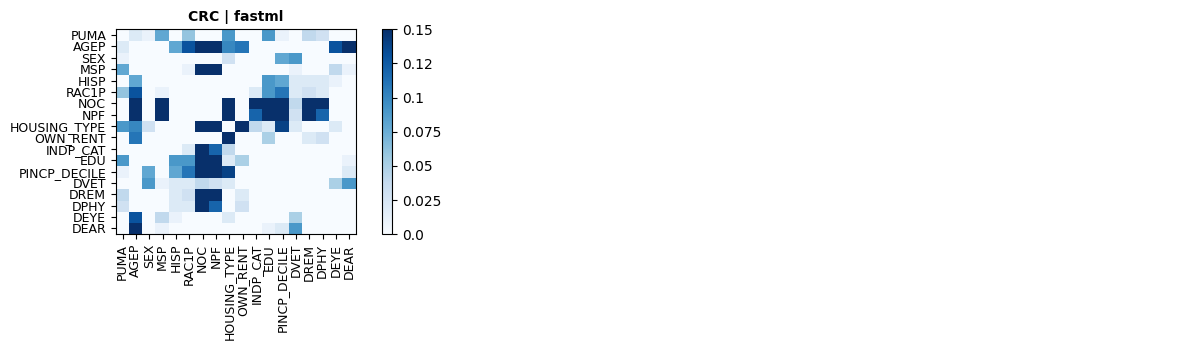 CRC | fastml
PUMA
AGEP
SEX
MSP
HISP
RAC1P
NOC
NPF
HOUSING_TYPE
OWN_RENT
INDP_CAT
EDU
PINCP_DECILE
DVET
DREM
DPHY
DEYE
DEAR
PUMA
AGEP
SEX
MSP
HISP
RAC1P
NOC
NPF
HOUSING_TYPE
OWN_RENT
INDP_CAT
EDU
PINCP_DECILE
DVET
DREM
DPHY
DEYE
DEAR
0.15
0.125
0.1
0.075
0.05
0.025
0.0